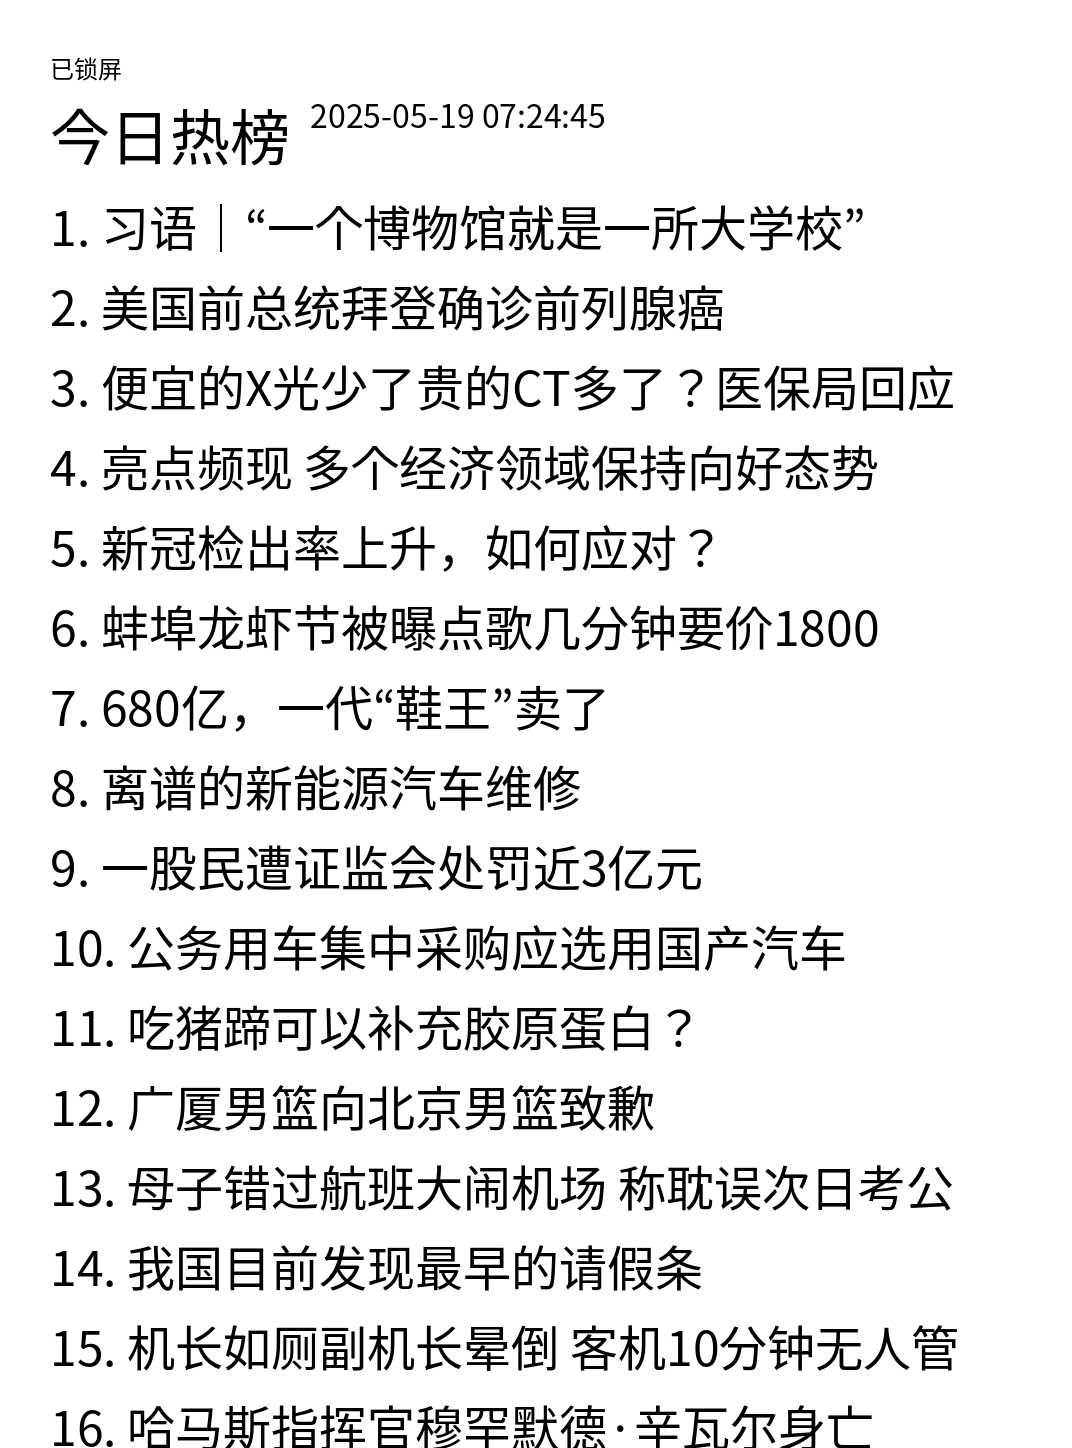 已锁屏
今日热榜 2025-05-19 07:24:45
1. 习语｜“一个博物馆就是一所大学校”
2. 美国前总统拜登确诊前列腺癌
3. 便宜的X光少了贵的CT多了？医保局回应
4. 亮点频现 多个经济领域保持向好态势
5. 新冠检出率上升，如何应对？
6. 蚌埠龙虾节被曝点歌几分钟要价1800
7. 680亿，一代“鞋王”卖了
8. 离谱的新能源汽车维修
9. 一股民遭证监会处罚近3亿元
10. 公务用车集中采购应选用国产汽车
11. 吃猪蹄可以补充胶原蛋白？
12. 广厦男篮向北京男篮致歉
13. 母子错过航班大闹机场 称耽误次日考公
14. 我国目前发现最早的请假条
15. 机长如厕副机长晕倒 客机10分钟无人管
16. 哈马斯指挥官穆罕默德·辛瓦尔身亡